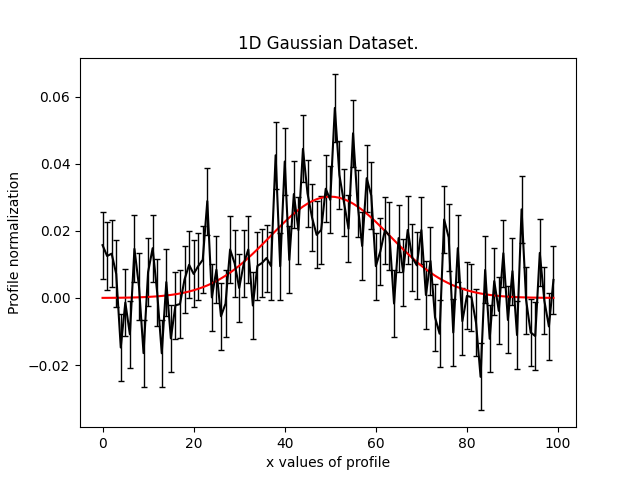 1D Gaussian Dataset.
Profile normalization
0.06
0.04
0.02
0.00
−0.02
0 20 40 60 80 100
x values of profile